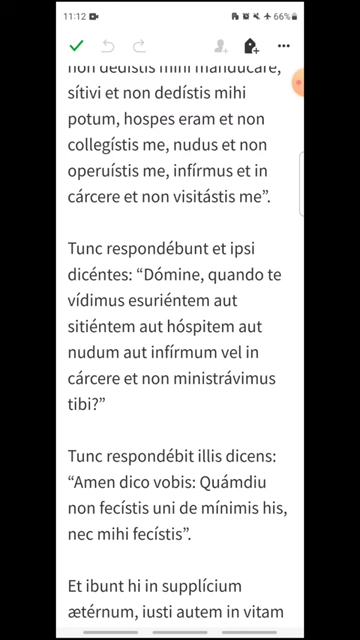 11:12
66%
non dedístis mihi manducáre,
sítivi et non dedístis mihi
potum, hospes eram et non
collegístis me, nudus et non
operuístis me, infírmus et in
cárcere et non visitástis me”.
Tunc respondébunt et ipsi
dicéntes: “Dómine, quando te
vídimus esuriéntem aut
sitiéntem aut hóspitem aut
nudum aut infírmum vel in
cárcere et non ministrávimus
tibi?”
Tunc respondébit illis dicens:
“Amen dico vobis: Quámdiu
non fecístis uni de mínimis his,
nec mihi fecístis”.
Et ibunt hi in supplícium
ætérnum, iusti autem in vitam